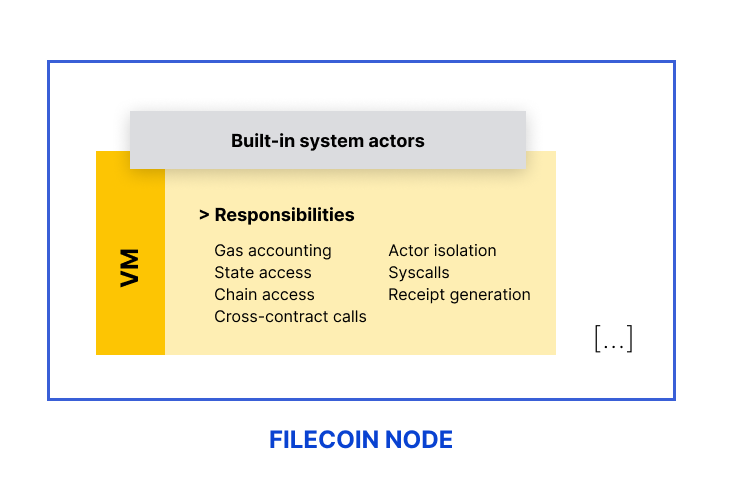 Built-in system actors
VM
> Responsibilities
Gas accounting
State access
Chain access
Cross-contract calls
Actor isolation
Syscalls
Receipt generation
[...]
FILECOIN NODE